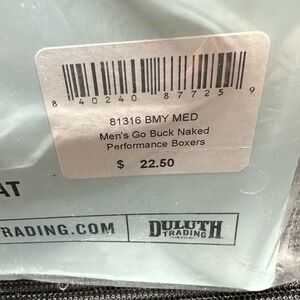 8 40240 87725 9
81316 BMY MED
Men's Go Buck Naked
Performance Boxers
$ 22.50
AT
TRADING.COM
DULUTH
TRADING